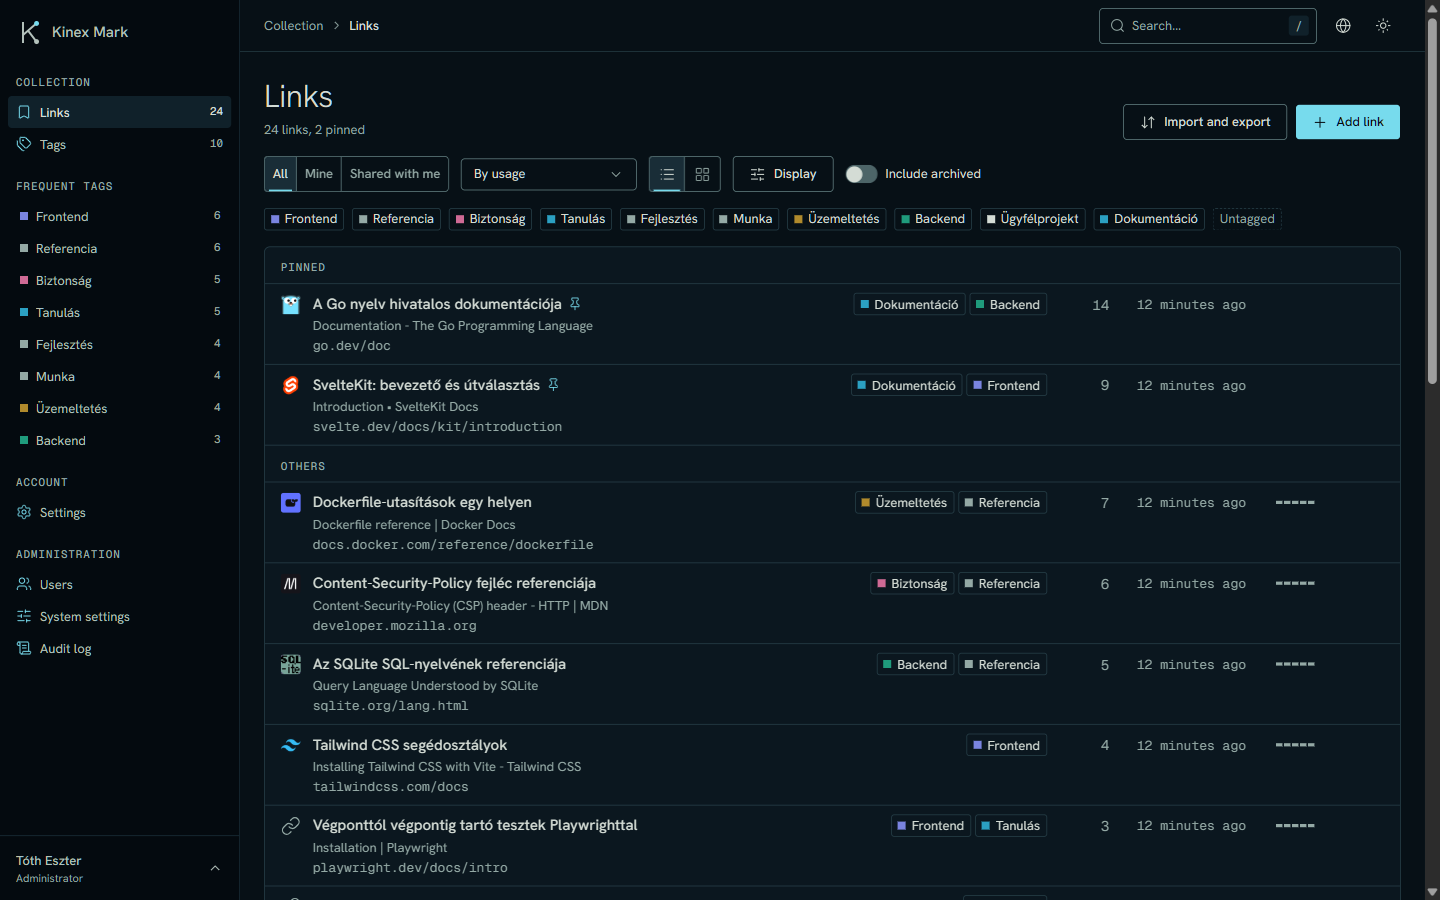 Kinex Mark
COLLECTION
Links 24
Tags 10
FREQUENT TAGS
Frontend 6
Referencia 6
Biztonság 5
Tanulás 5
Fejlesztés 4
Munka 4
Üzemeltetés 4
Backend 3
ACCOUNT
Settings
ADMINISTRATION
Users
System settings
Audit log
Tóth Eszter
Administrator
Collection > Links
Search... /
Links
24 links, 2 pinned
Import and export
Add link
All Mine Shared with me
By usage
Display
Include archived
Frontend Referencia Biztonság Tanulás Fejlesztés Munka Üzemeltetés Backend Ügyfélprojekt Dokumentáció Untagged
PINNED
A Go nyelv hivatalos dokumentációja Dokumentáció Backend 14 12 minutes ago
Documentation - The Go Programming Language
go.dev/doc
SvelteKit: bevezető és útválasztás Dokumentáció Frontend 9 12 minutes ago
Introduction • SvelteKit Docs
svelte.dev/docs/kit/introduction
OTHERS
Dockerfile-utasítások egy helyen Üzemeltetés Referencia 7 12 minutes ago
Dockerfile reference | Docker Docs
docs.docker.com/reference/dockerfile
Content-Security-Policy fejléc referenciája Biztonság Referencia 6 12 minutes ago
Content-Security-Policy (CSP) header - HTTP | MDN
developer.mozilla.org
Az SQLite SQL-nyelvének referenciája Backend Referencia 5 12 minutes ago
Query Language Understood by SQLite
sqlite.org/lang.html
Tailwind CSS segédosztályok Frontend 4 12 minutes ago
Installing Tailwind CSS with Vite - Tailwind CSS
tailwindcss.com/docs
Végponttól végpontig tartó tesztek Playwrighttal Frontend Tanulás 3 12 minutes ago
Installation | Playwright
playwright.dev/docs/intro